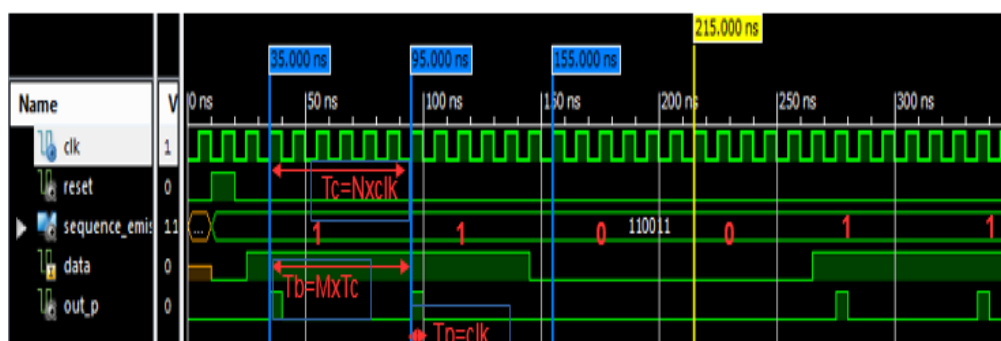 215.000 ns
35.000 ns 95.000 ns 155.000 ns
Name V 0 ns 50 ns 100 ns 150 ns 200 ns 250 ns 300 ns
clk 1
reset 0 Tc=Nxclk
sequence_emis 11 ... 1 1 0 110011 0 1 1
data 0
out_p 0 Tb=MxTc
Tp=clk